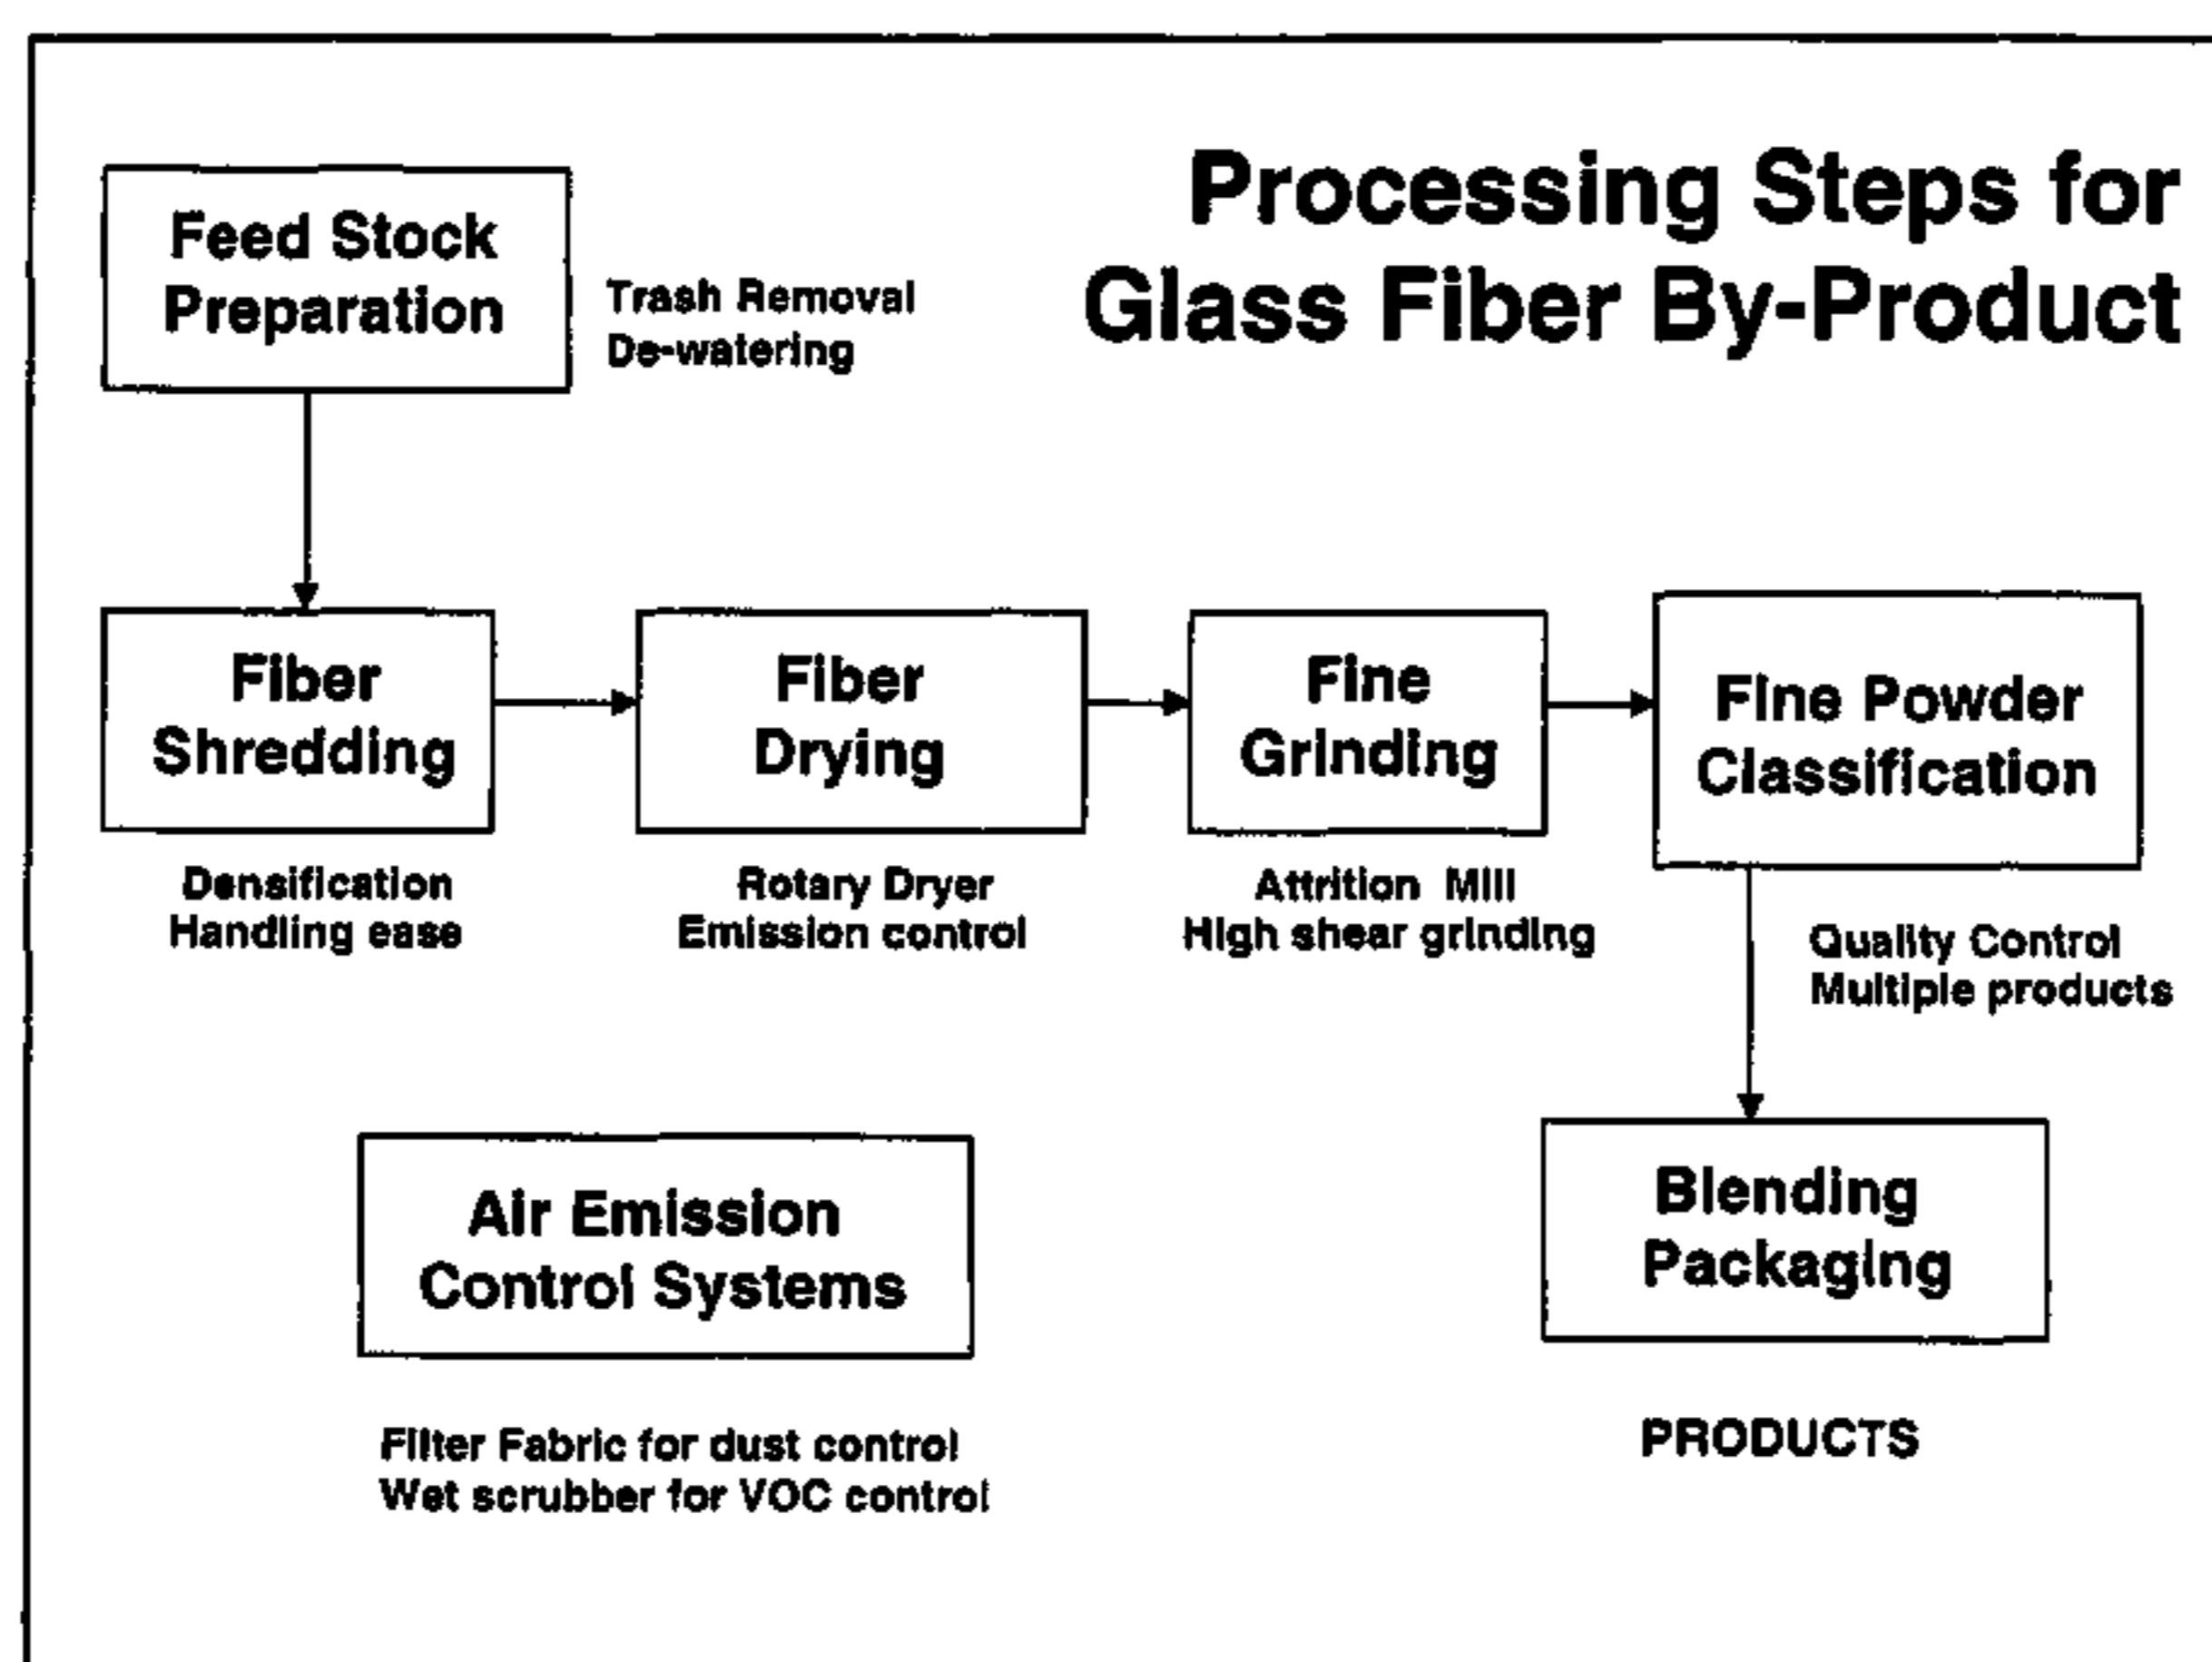 Processing Steps for
Glass Fiber By-Product
Feed Stock
Preparation
Trash Removal
De-watering
Fiber
Shredding
Densification
Handling ease
Fiber
Drying
Rotary Dryer
Emission control
Fine
Grinding
Attrition Mill
High shear grinding
Fine Powder
Classification
Quality Control
Multiple products
Air Emission
Control Systems
Filter Fabric for dust control
Wet scrubber for VOC control
Blending
Packaging
PRODUCTS